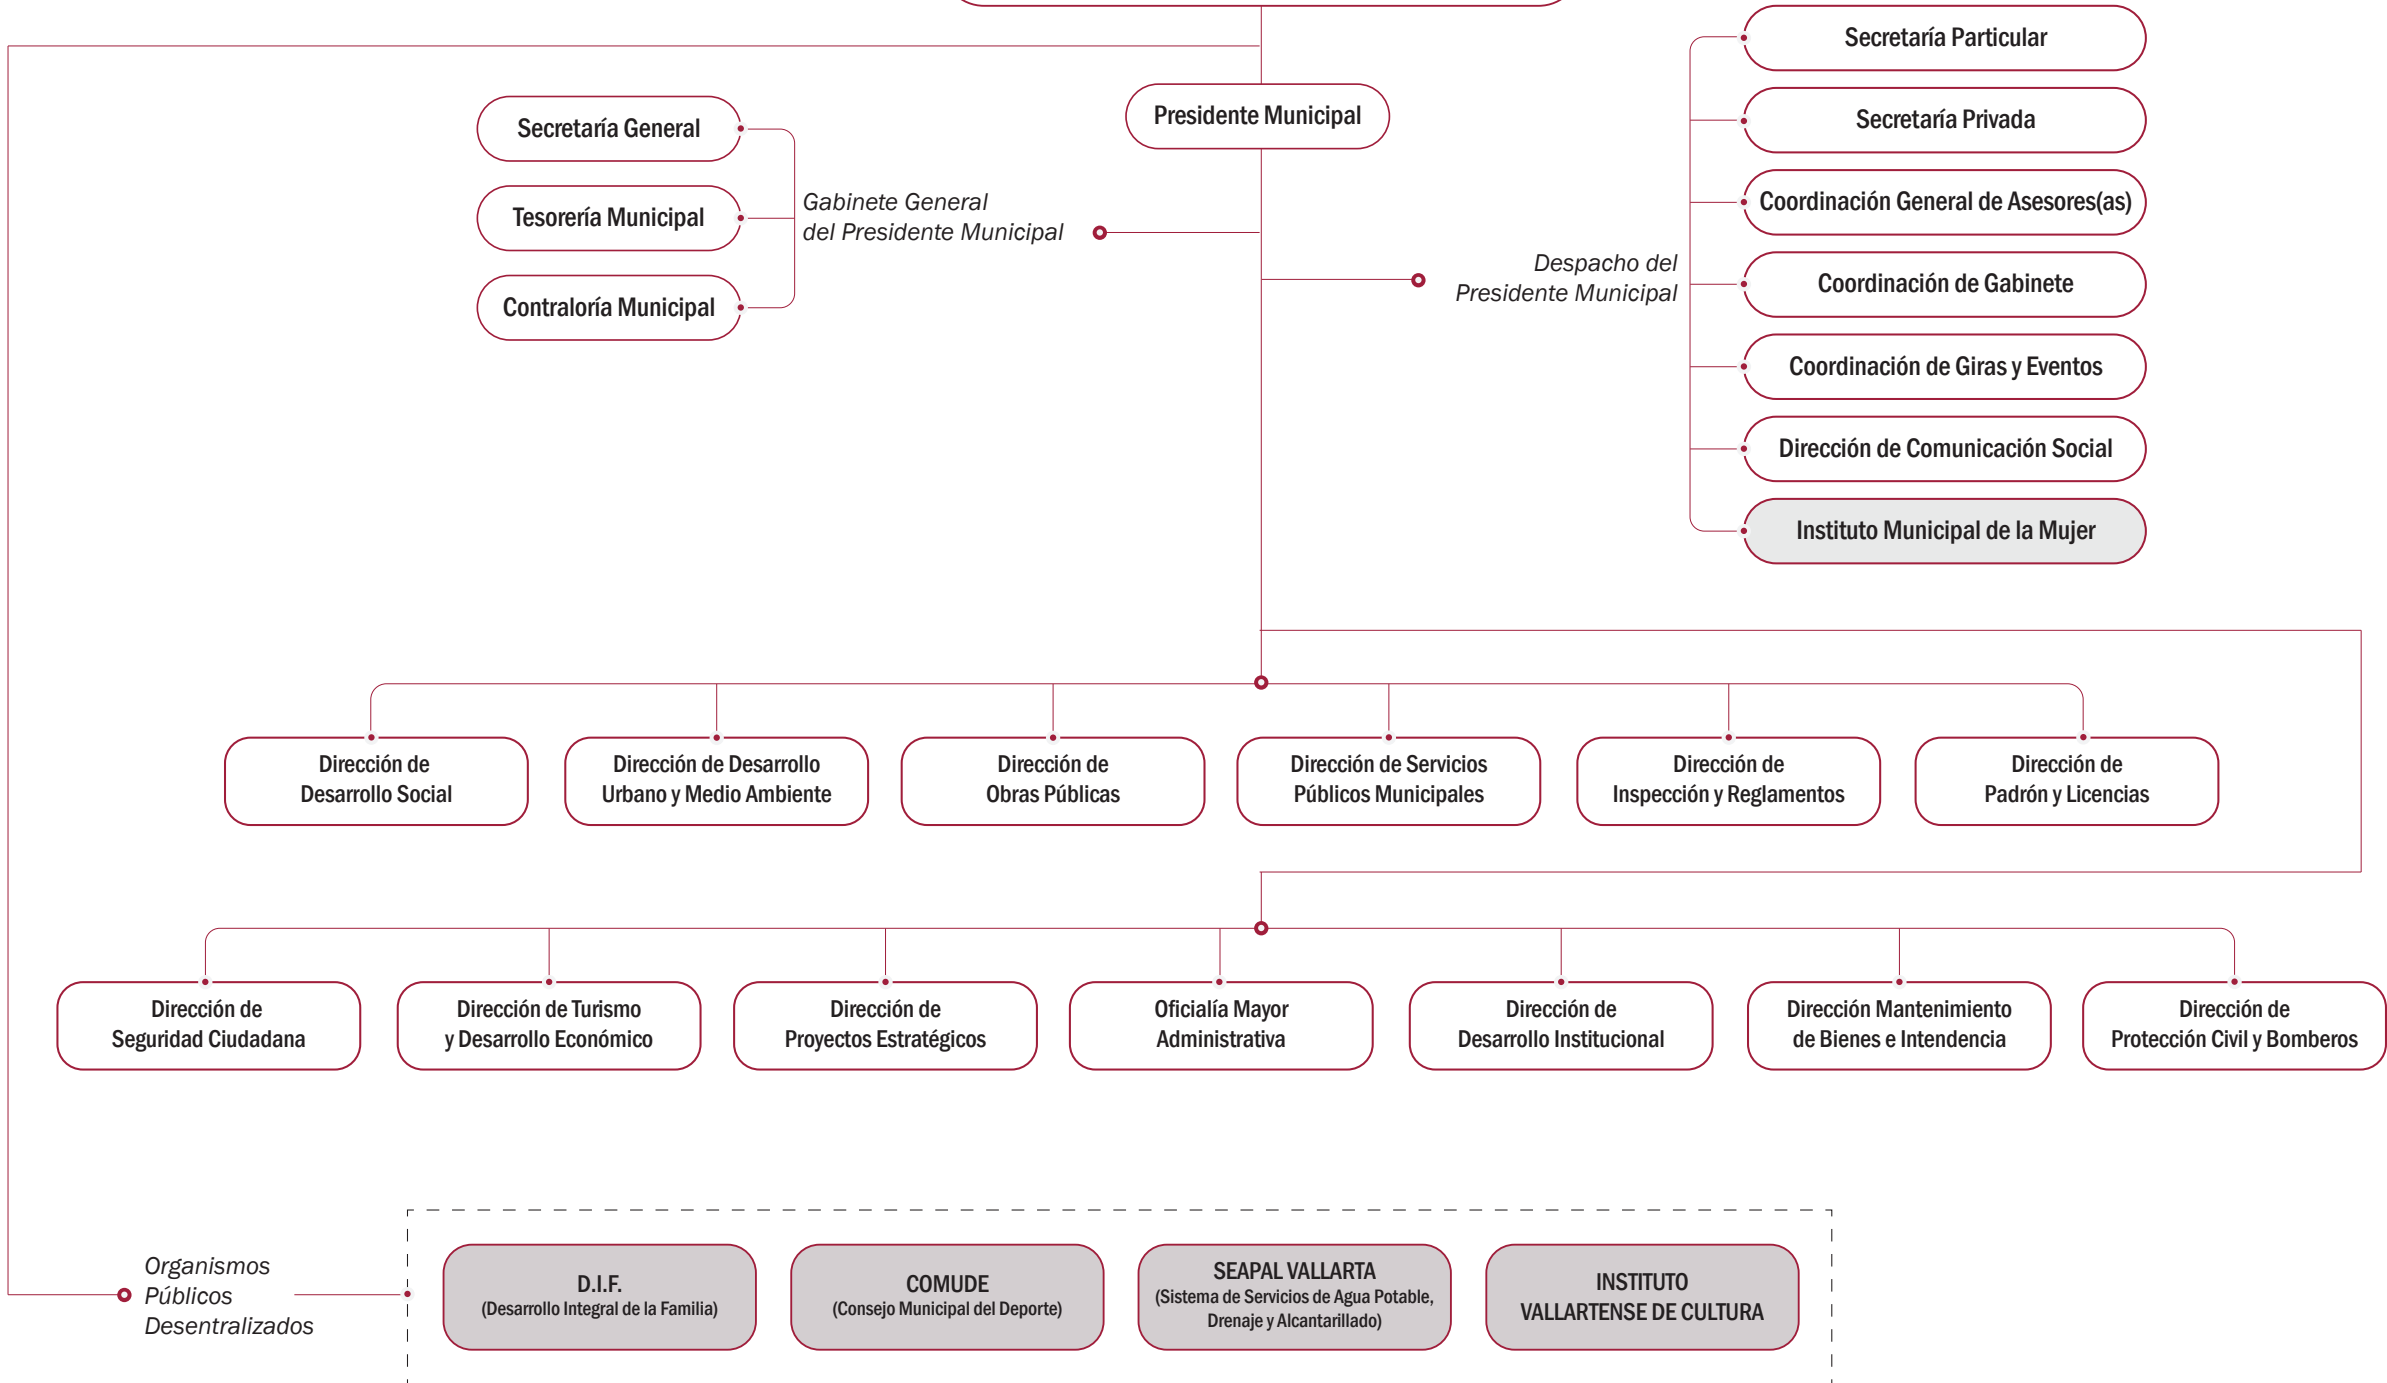 Presidente Municipal
Secretaría General
Tesorería Municipal
Contraloría Municipal
Gabinete General
del Presidente Municipal
Despacho del
Presidente Municipal
Secretaría Particular
Secretaría Privada
Coordinación General de Asesores(as)
Coordinación de Gabinete
Coordinación de Giras y Eventos
Dirección de Comunicación Social
Instituto Municipal de la Mujer
Dirección de
Desarrollo Social
Dirección de Desarrollo
Urbano y Medio Ambiente
Dirección de
Obras Públicas
Dirección de Servicios
Públicos Municipales
Dirección de
Inspección y Reglamentos
Dirección de
Padrón y Licencias
Dirección de
Seguridad Ciudadana
Dirección de Turismo
y Desarrollo Económico
Dirección de
Proyectos Estratégicos
Oficialía Mayor
Administrativa
Dirección de
Desarrollo Institucional
Dirección Mantenimiento
de Bienes e Intendencia
Dirección de
Protección Civil y Bomberos
Organismos
Públicos
Desentralizados
D.I.F.
(Desarrollo Integral de la Familia)
COMUDE
(Consejo Municipal del Deporte)
SEAPAL VALLARTA
(Sistema de Servicios de Agua Potable,
Drenaje y Alcantarillado)
INSTITUTO
VALLARTENSE DE CULTURA